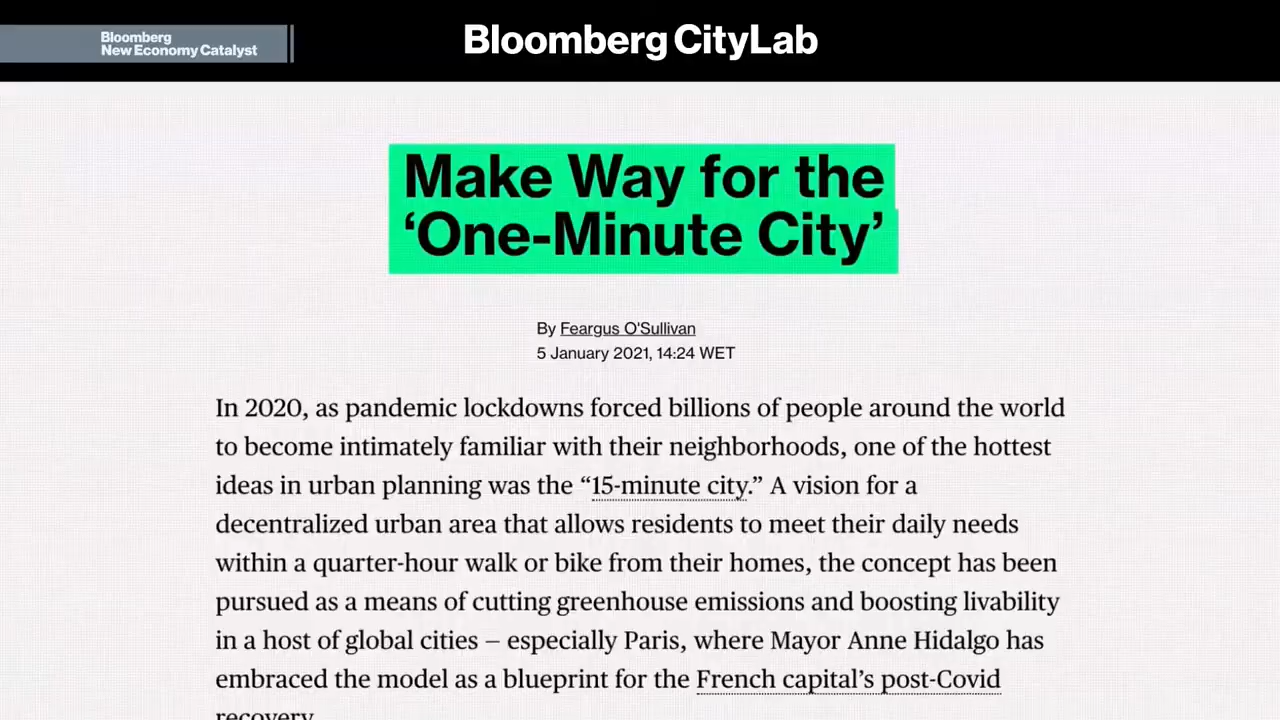 Bloomberg
New Economy Catalyst
Bloomberg CityLab
Make Way for the
‘One-Minute City’
By Feargus O'Sullivan
5 January 2021, 14:24 WET
In 2020, as pandemic lockdowns forced billions of people around the world
to become intimately familiar with their neighborhoods, one of the hottest
ideas in urban planning was the “15-minute city.” A vision for a
decentralized urban area that allows residents to meet their daily needs
within a quarter-hour walk or bike from their homes, the concept has been
pursued as a means of cutting greenhouse emissions and boosting livability
in a host of global cities — especially Paris, where Mayor Anne Hidalgo has
embraced the model as a blueprint for the French capital’s post-Covid
recovery.